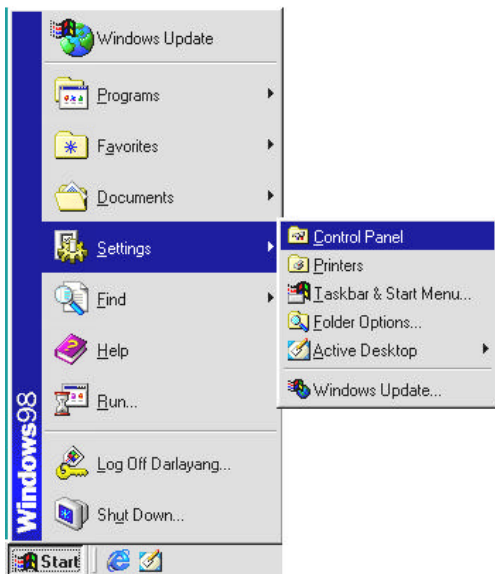 Windows Update
Programs
Favorites
Documents
Settings
Find
Help
Run...
Log Off Darlayang...
Shut Down...
Windows98
Start
Control Panel
Printers
Taskbar & Start Menu...
Folder Options...
Active Desktop
Windows Update...